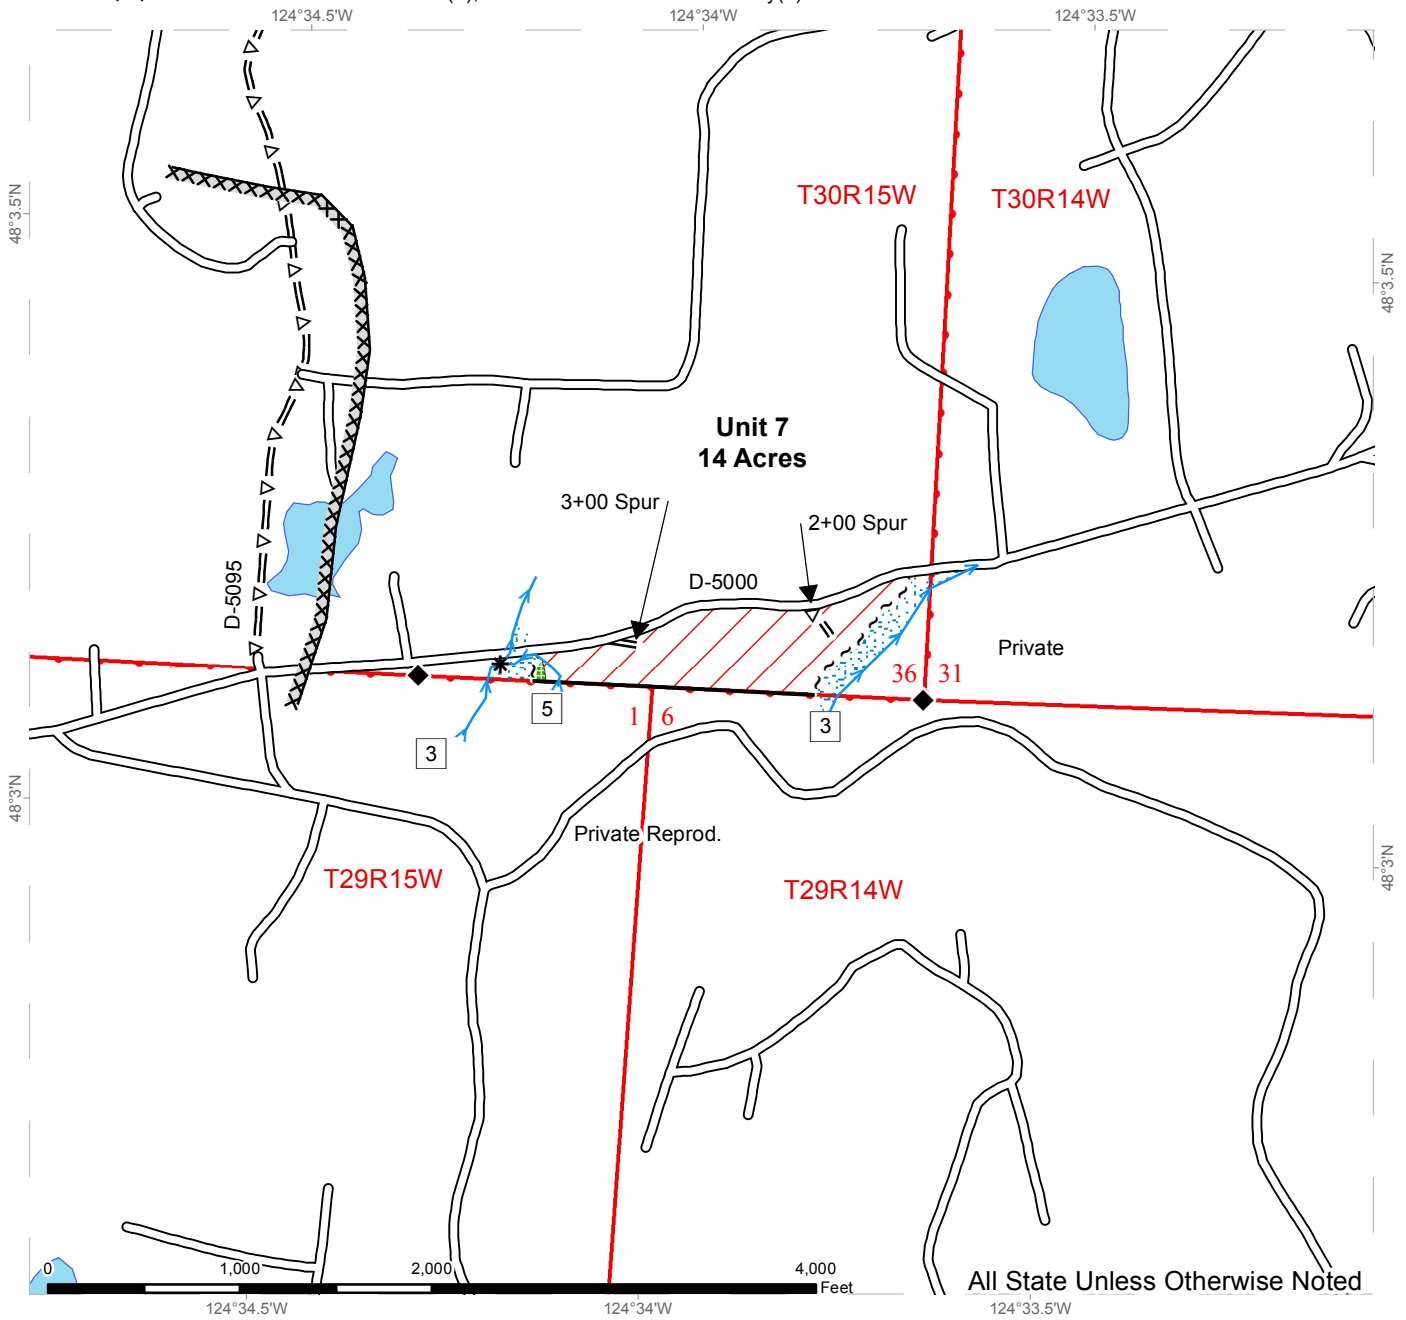 124°34.5'W
124°34'W
124°33.5'W
48°3.5'N
48°3.5'N
T30R15W
T30R14W
Unit 7
14 Acres
3+00 Spur
2+00 Spur
D-5000
D-5095
Private
36
31
5
3
3
1
6
48°3'N
48°3'N
Private Reprod.
T29R15W
T29R14W
0
1,000
2,000
4,000
Feet
All State Unless Otherwise Noted
124°34.5'W
124°34'W
124°33.5'W